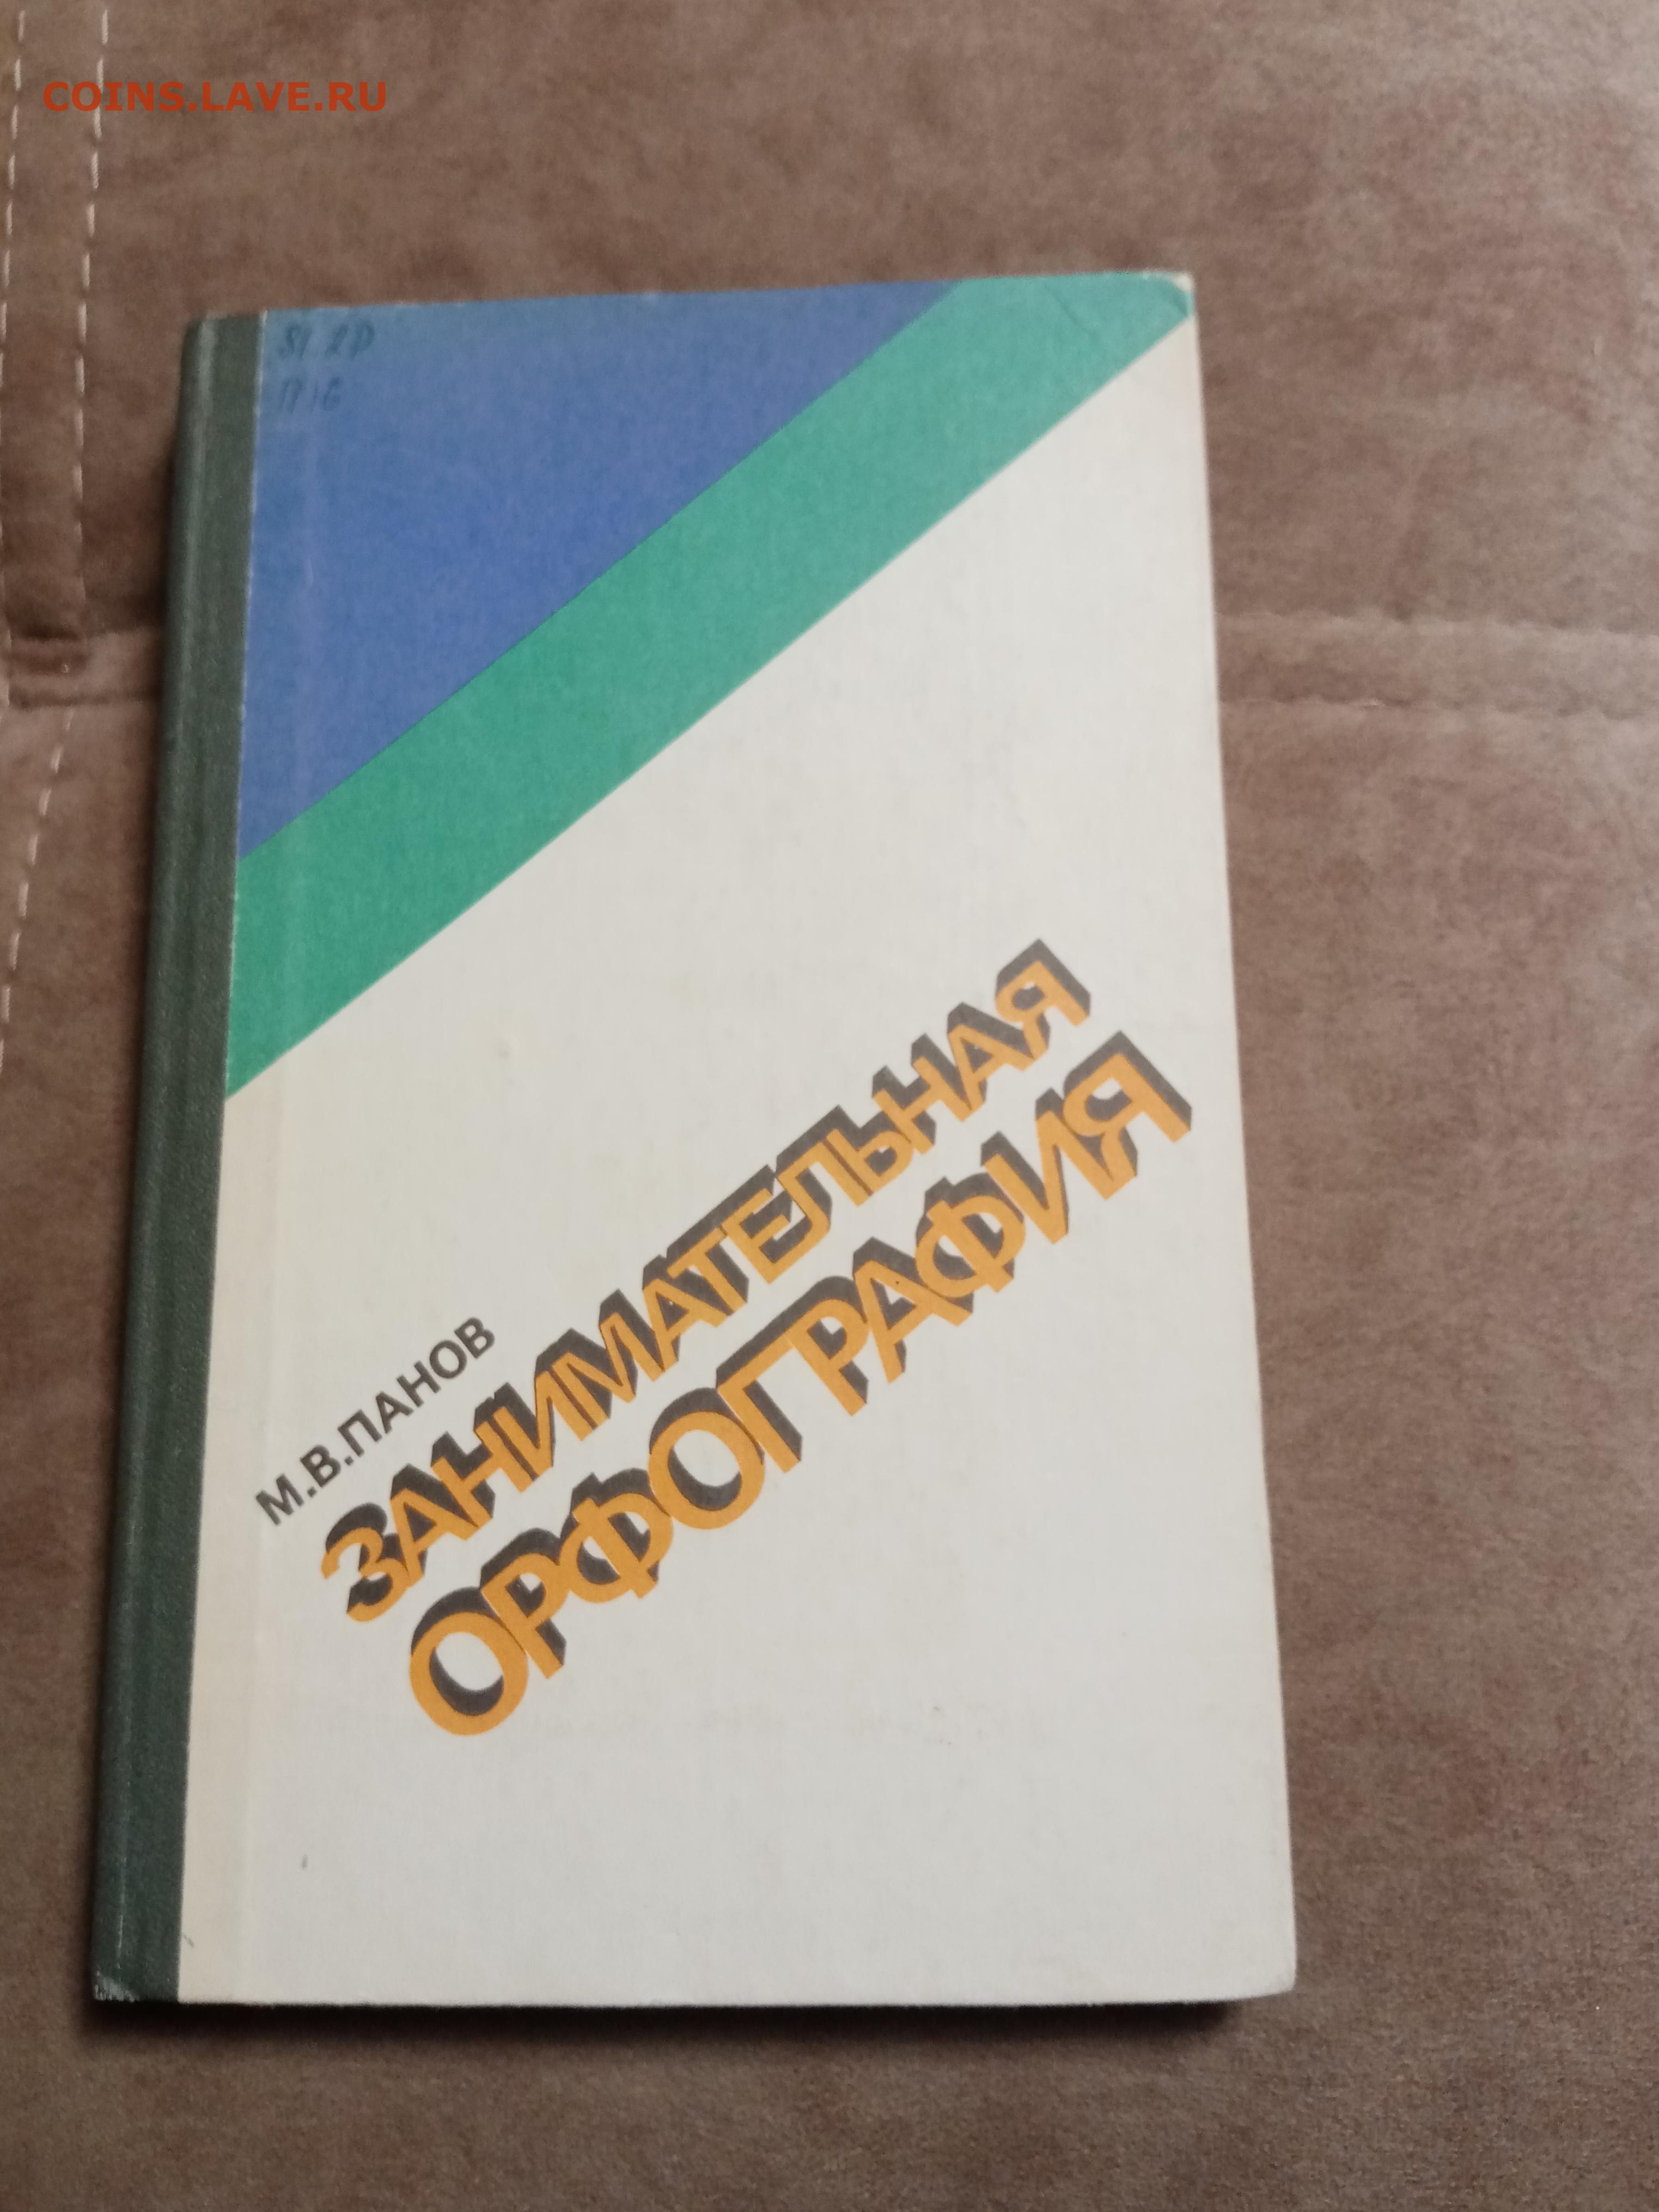 COINS.LAVE.RU
М.В.ПАНОВ
ЗАНИМАТЕЛЬНАЯ
ОРФОГРАФИЯ